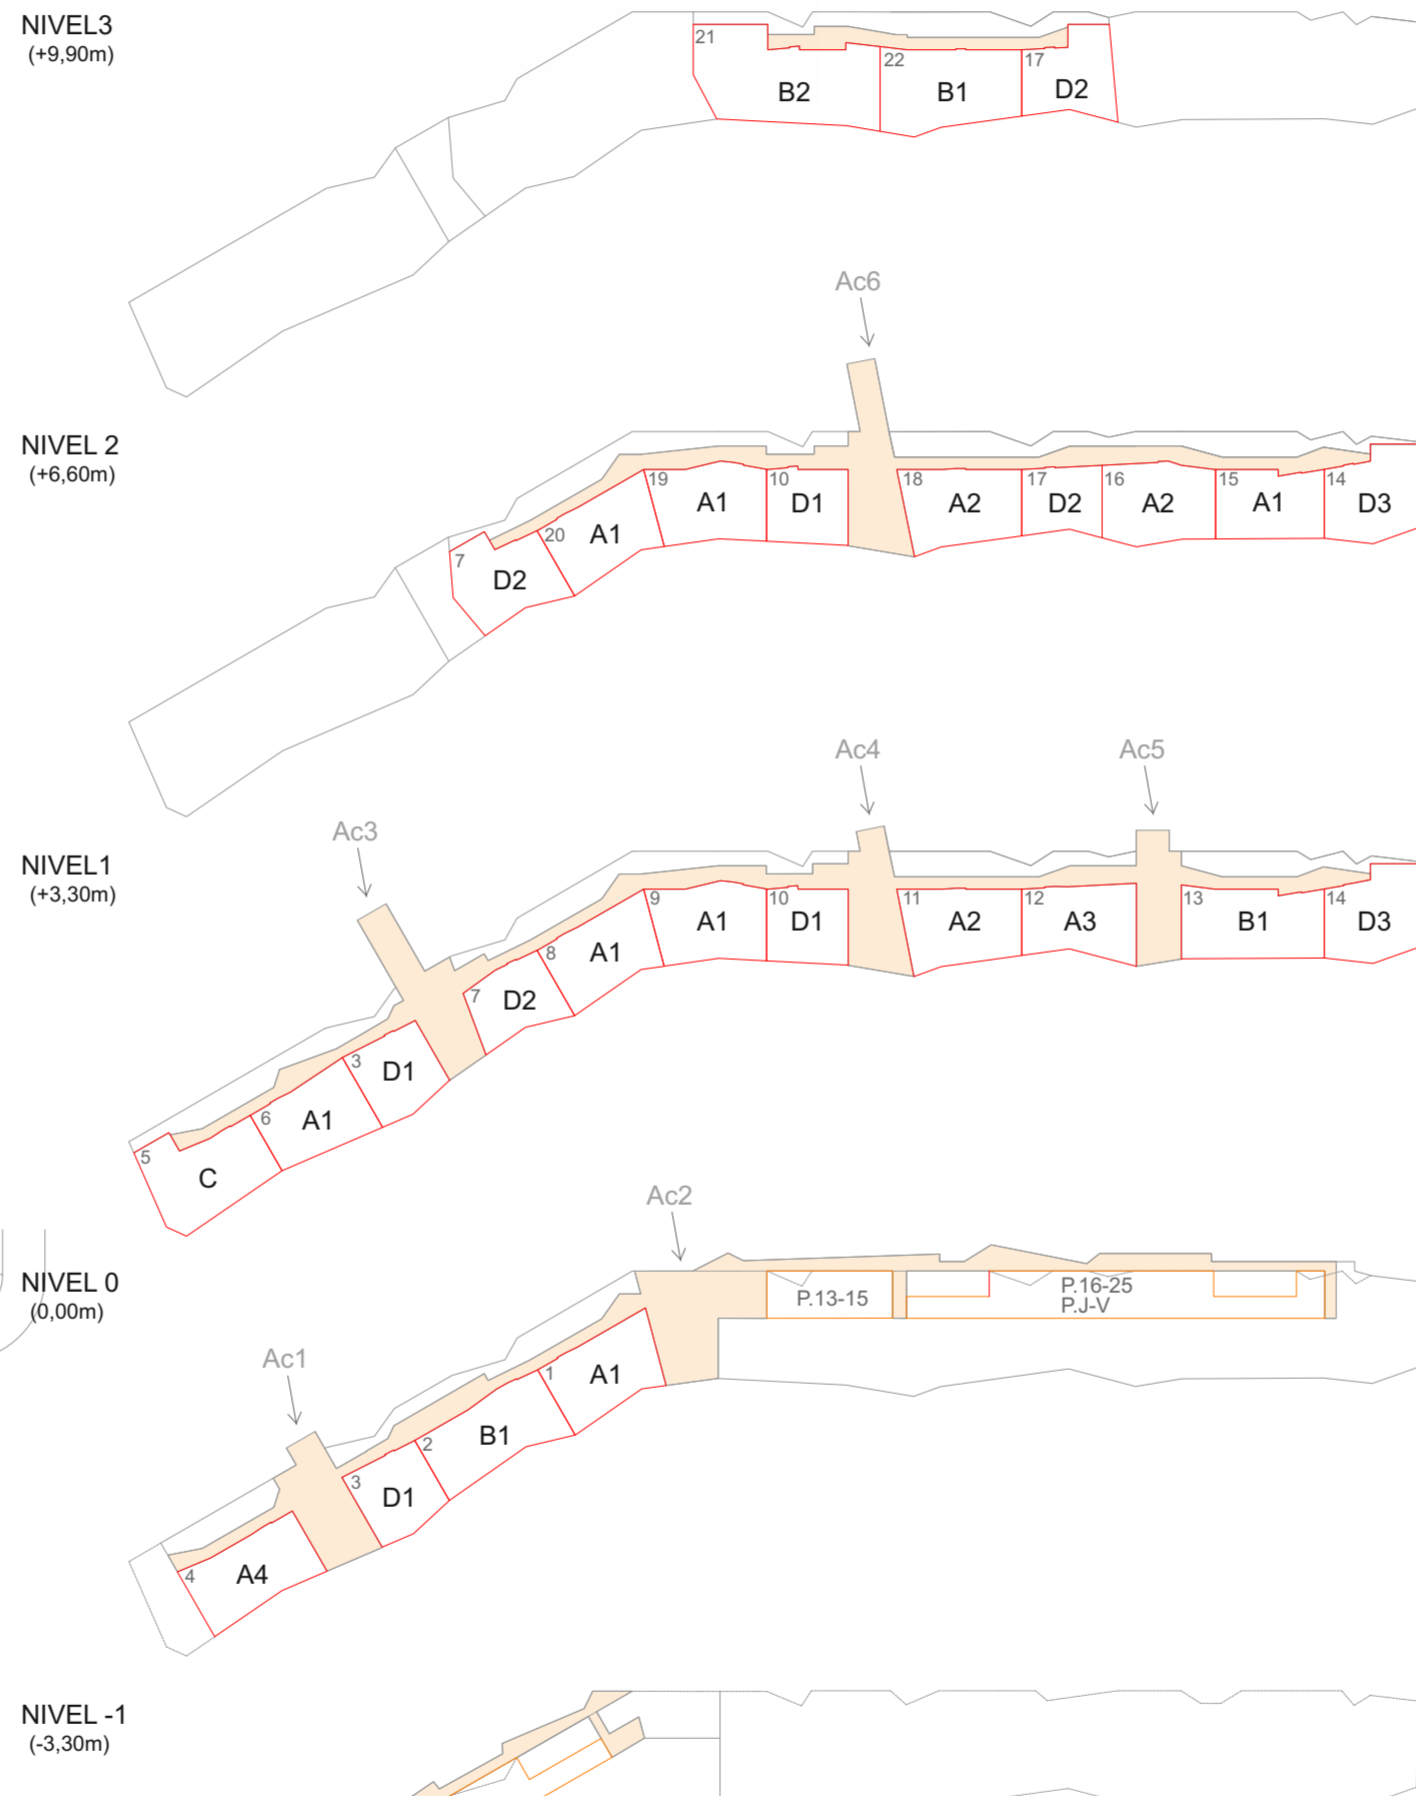 NIVEL3
(+9,90m)
21
B2
22
B1
17
D2
Ac6
NIVEL 2
(+6,60m)
7
D2
20
A1
19
A1
10
D1
18
A2
17
D2
16
A2
15
A1
14
D3
Ac4
Ac5
Ac3
NIVEL1
(+3,30m)
5
C
6
A1
3
D1
7
D2
8
A1
9
A1
10
D1
11
A2
12
A3
13
B1
14
D3
Ac2
NIVEL 0
(0,00m)
P.13-15
P.16-25
P.J-V
Ac1
4
A4
3
D1
2
B1
1
A1
NIVEL -1
(-3,30m)